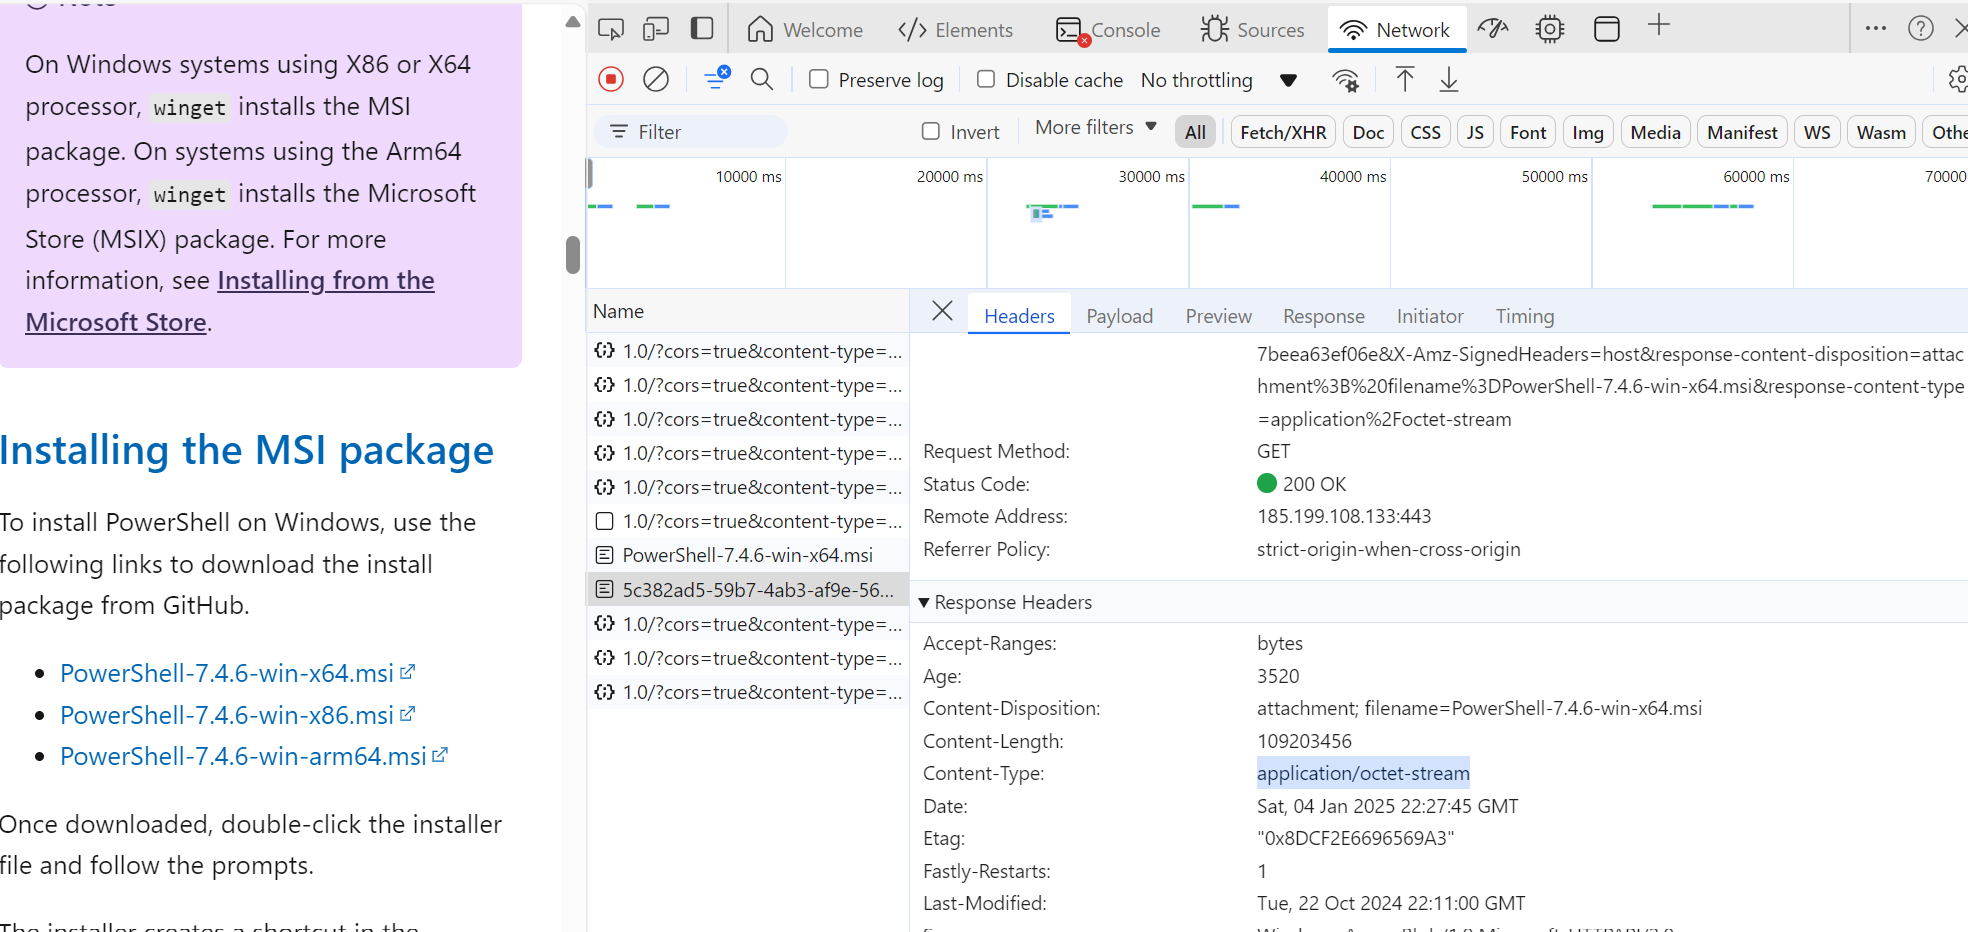 On Windows systems using X86 or X64
processor, winget installs the MSI
package. On systems using the Arm64
processor, winget installs the Microsoft
Store (MSIX) package. For more
information, see Installing from the
Microsoft Store.
Installing the MSI package
To install PowerShell on Windows, use the
following links to download the install
package from GitHub.
PowerShell-7.4.6-win-x64.msi
PowerShell-7.4.6-win-x86.msi
PowerShell-7.4.6-win-arm64.msi
Once downloaded, double-click the installer
file and follow the prompts.
The installer creates a shortcut in the
Welcome Elements Console Sources Network
Preserve log Disable cache No throttling
Filter Invert More filters All Fetch/XHR Doc CSS JS Font Img Media Manifest WS Wasm Othe
10000 ms 20000 ms 30000 ms 40000 ms 50000 ms 60000 ms 70000
Name
1.0/?cors=true&content-type=...
1.0/?cors=true&content-type=...
1.0/?cors=true&content-type=...
1.0/?cors=true&content-type=...
1.0/?cors=true&content-type=...
1.0/?cors=true&content-type=...
PowerShell-7.4.6-win-x64.msi
5c382ad5-59b7-4ab3-af9e-56...
1.0/?cors=true&content-type=...
1.0/?cors=true&content-type=...
1.0/?cors=true&content-type=...
Headers Payload Preview Response Initiator Timing
7beea63ef06e&X-Amz-SignedHeaders=host&response-content-disposition=attac
hment%3B%20filename%3DPowerShell-7.4.6-win-x64.msi&response-content-type
=application%2Foctet-stream
Request Method: GET
Status Code: 200 OK
Remote Address: 185.199.108.133:443
Referrer Policy: strict-origin-when-cross-origin
Response Headers
Accept-Ranges: bytes
Age: 3520
Content-Disposition: attachment; filename=PowerShell-7.4.6-win-x64.msi
Content-Length: 109203456
Content-Type: application/octet-stream
Date: Sat, 04 Jan 2025 22:27:45 GMT
Etag: "0x8DCF2E6696569A3"
Fastly-Restarts: 1
Last-Modified: Tue, 22 Oct 2024 22:11:00 GMT